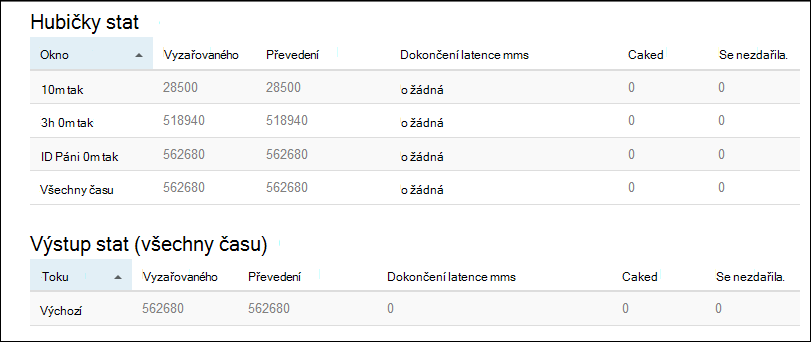 Hubičky stat
Okno Vyzařovaného Převedení Dokončení latence mms Caked Se nezdařila.
10m tak 28500 28500 o žádná 0 0
3h 0m tak 518940 518940 o žádná 0 0
ID Páni 0m tak 562680 562680 o žádná 0 0
Všechny času 562680 562680 o žádná 0 0
Výstup stat (všechny času)
Toku Vyzařovaného Převedení Dokončení latence mms Caked Se nezdařila.
Výchozí 562680 562680 0 0 0